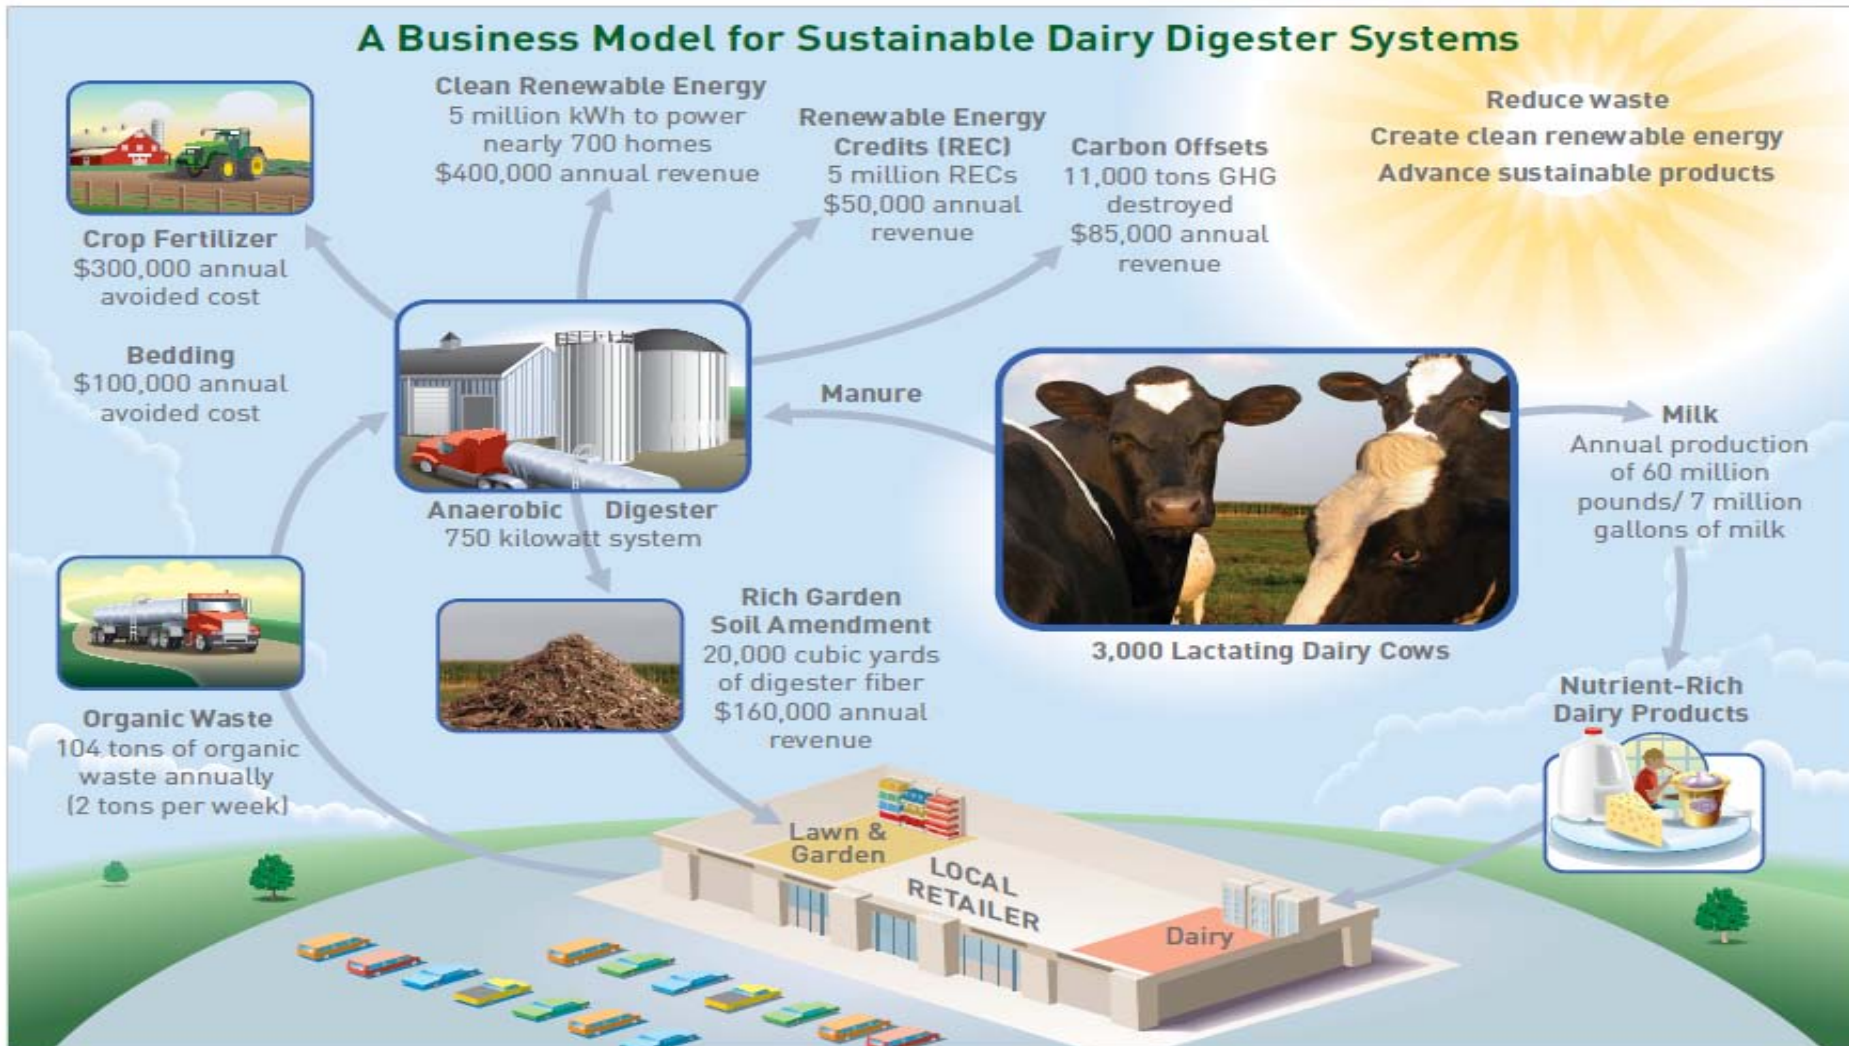 A Business Model for Sustainable Dairy Digester Systems
Clean Renewable Energy
5 million kWh to power
nearly 700 homes
$400,000 annual revenue
Renewable Energy
Credits (REC)
5 million RECs
$50,000 annual
revenue
Carbon Offsets
11,000 tons GHG
destroyed
$85,000 annual
revenue
Reduce waste
Create clean renewable energy
Advance sustainable products
Crop Fertilizer
$300,000 annual
avoided cost
Bedding
$100,000 annual
avoided cost
Manure
Anaerobic Digester
750 kilowatt system
3,000 Lactating Dairy Cows
Milk
Annual production
of 60 million
pounds/ 7 million
gallons of milk
Nutrient-Rich
Dairy Products
Organic Waste
104 tons of organic
waste annually
(2 tons per week)
Rich Garden
Soil Amendment
20,000 cubic yards
of digester fiber
$160,000 annual
revenue
Lawn &
Garden
LOCAL
RETAILER
Dairy